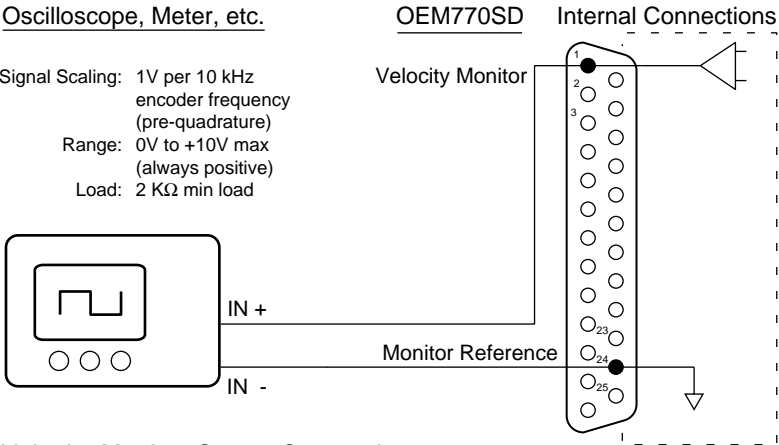 Oscilloscope, Meter, etc.
OEM770SD
Internal Connections
Signal Scaling: 1V per 10 kHz
encoder frequency
(pre-quadrature)
Range: 0V to +10V max
(always positive)
Load: 2 KΩ min load
Velocity Monitor
1
2
3
IN +
23
Monitor Reference
24
IN -
25